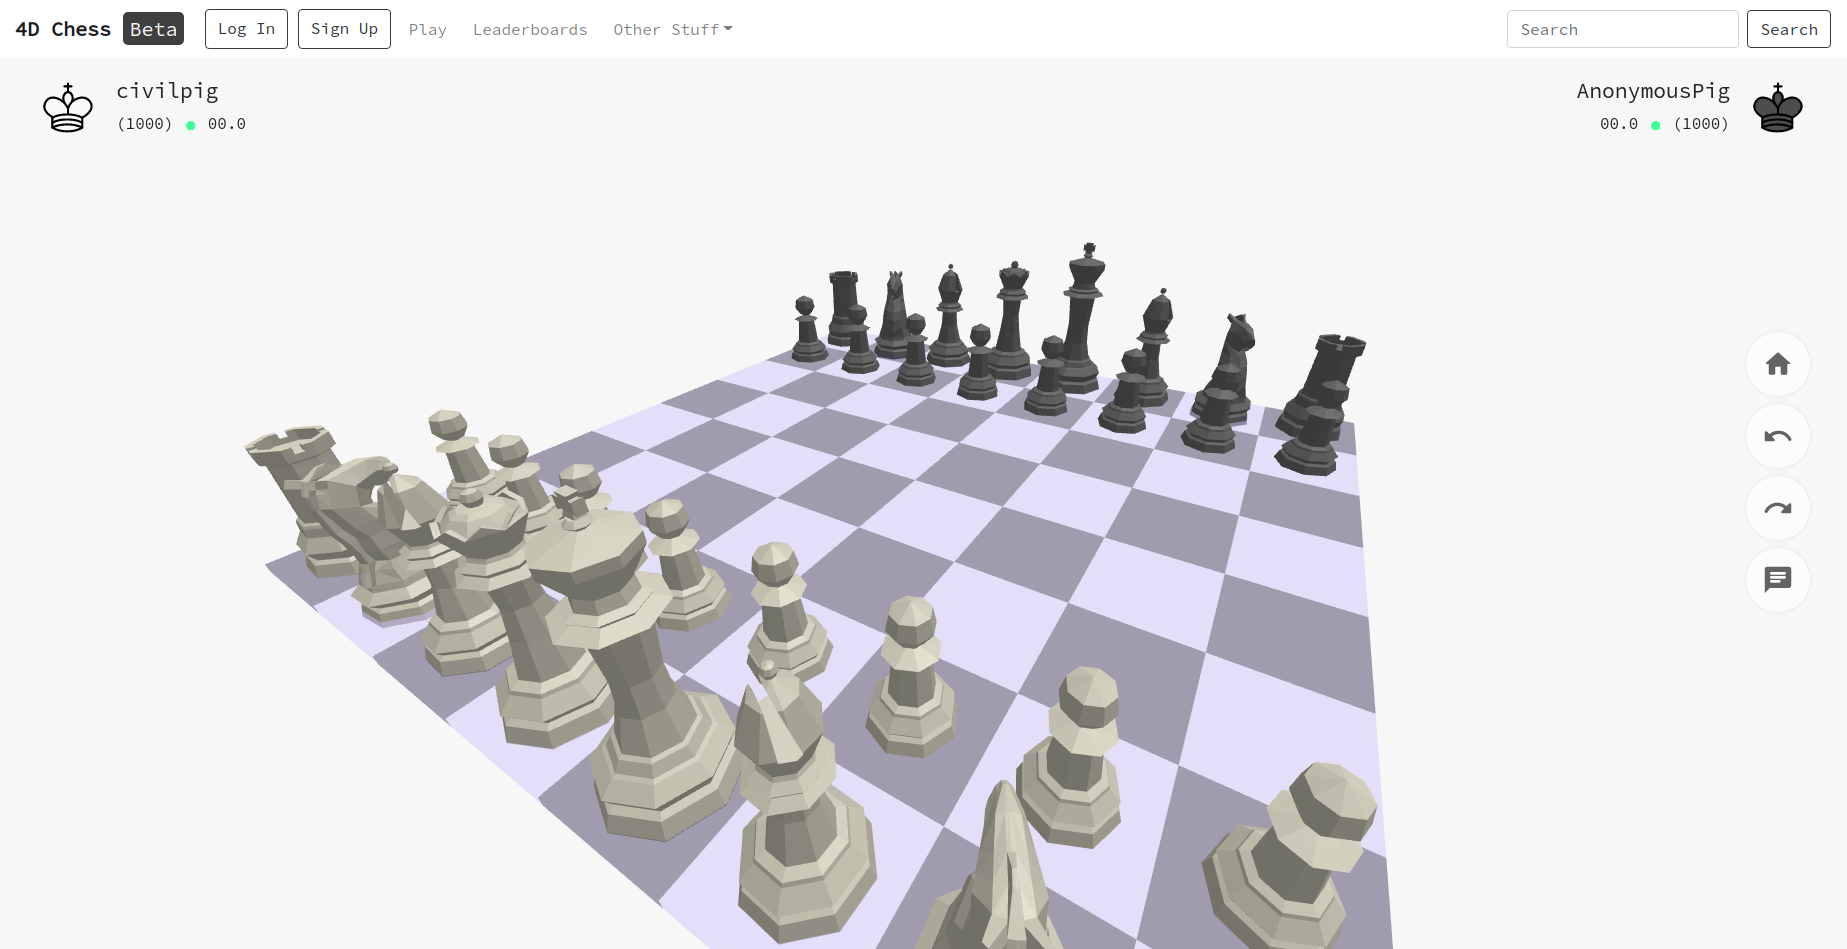 4D Chess Beta Log In Sign Up Play Leaderboards Other Stuff Search Search
civilpig
(1000) 00.0
AnonymousPig
00.0 (1000)